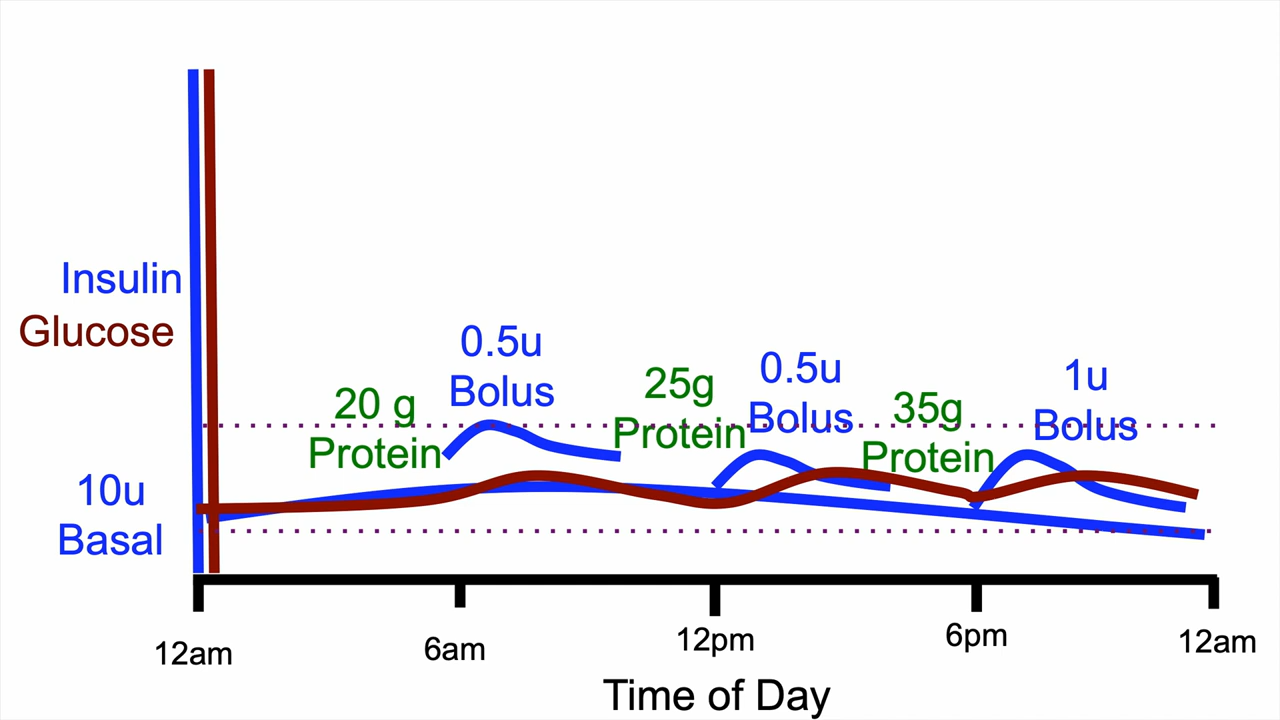 Insulin
Glucose
10u
Basal
20 g
Protein
0.5u
Bolus
25g
Protein
0.5u
Bolus
35g
Protein
1u
Bolus
12am
6am
12pm
6pm
12am
Time of Day